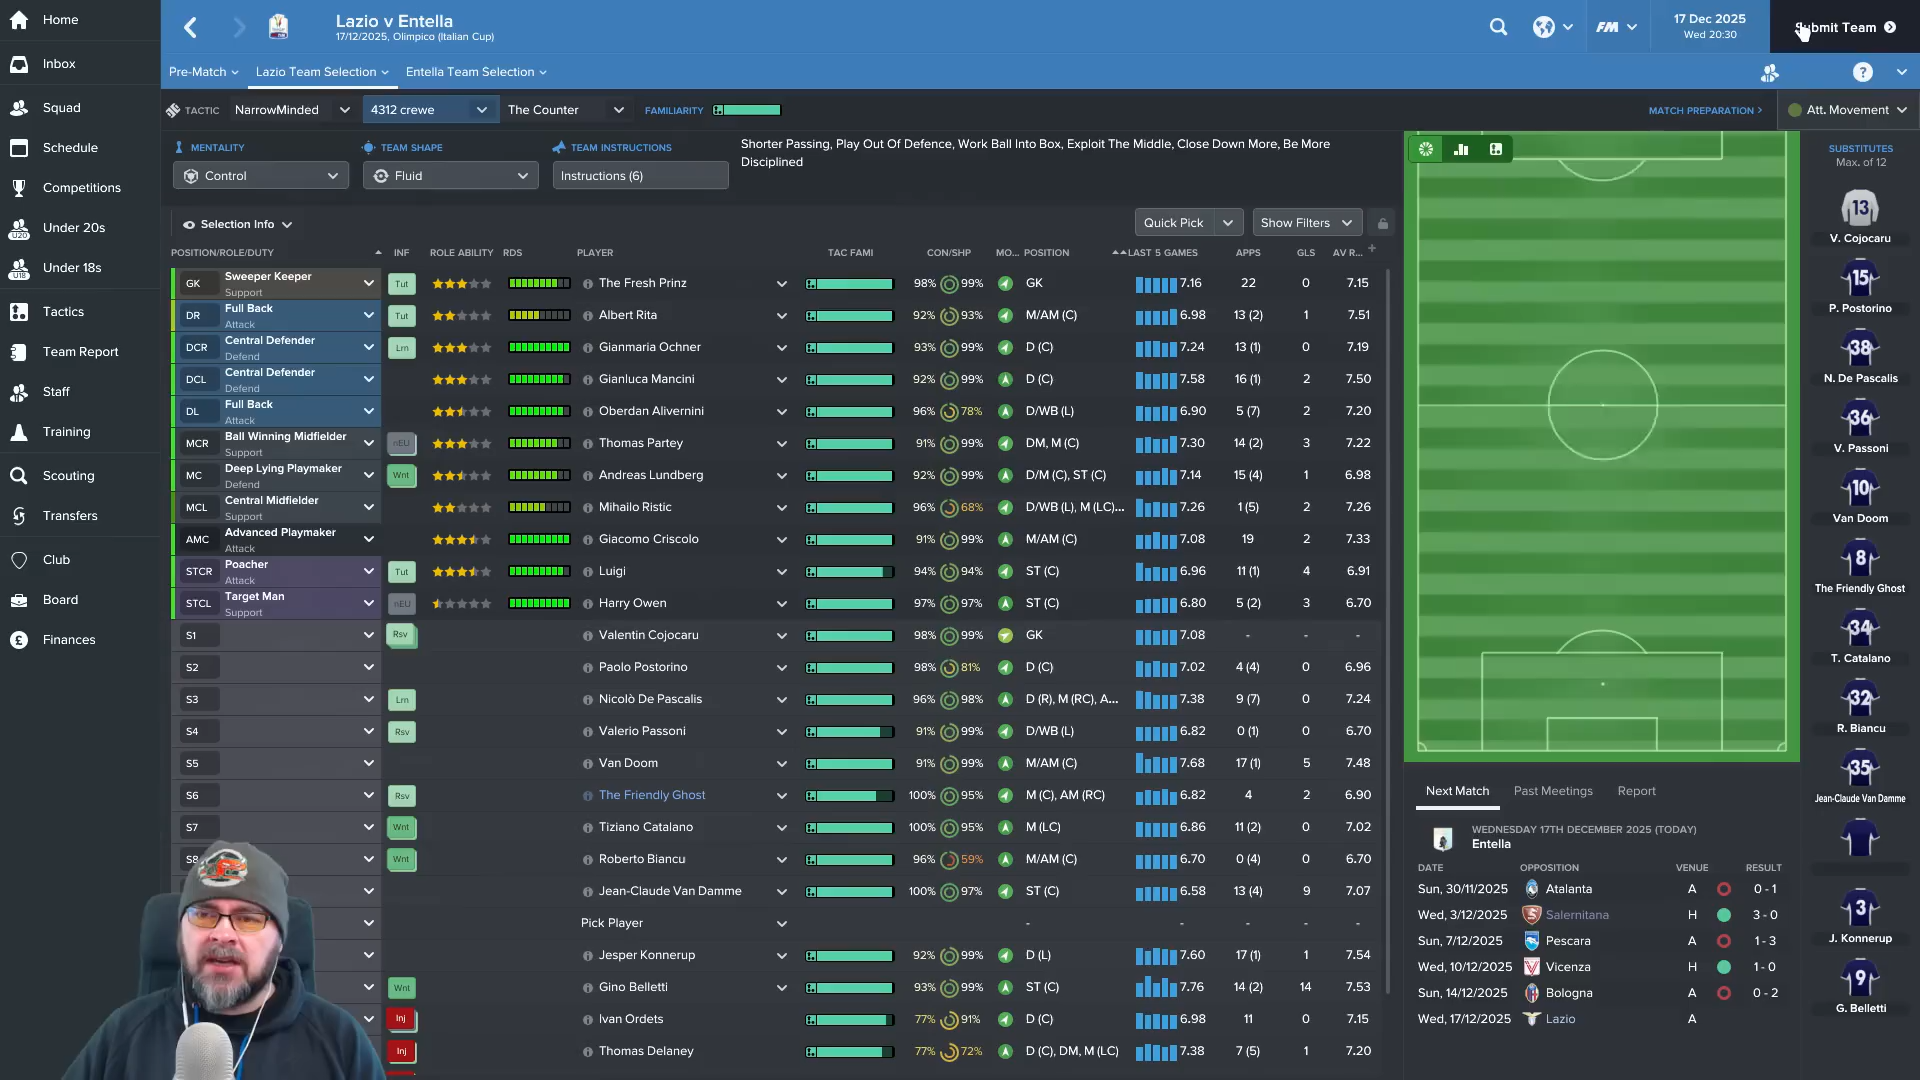 Home
Inbox
Squad
Schedule
Competitions
Under 20s
Under 18s
Tactics
Team Report
Staff
Training
Scouting
Transfers
Club
Board
Finances
Lazio v Entella
17/12/2025, Olimpico (Italian Cup)
FM
17 Dec 2025
Wed 20:30
Submit Team
Pre-Match
Lazio Team Selection
Entella Team Selection
?
TACTIC NarrowMinded 4312 crewe The Counter FAMILIARITY
MATCH PREPARATION >
Att. Movement
MENTALITY
Control
TEAM SHAPE
Fluid
TEAM INSTRUCTIONS
Instructions (6)
Shorter Passing, Play Out Of Defence, Work Ball Into Box, Exploit The Middle, Close Down More, Be More
Disciplined
Selection Info
Quick Pick
Show Filters
POSITION/ROLE/DUTY INF ROLE ABILITY RDS PLAYER TAC FAMI CON/SHP MO... POSITION LAST 5 GAMES APPS GLS AV R...
GK Sweeper Keeper Support Tut The Fresh Prinz 98% 99% GK 7.16 22 0 7.15
DR Full Back Attack Tut Albert Rita 92% 93% M/AM (C) 6.98 13 (2) 1 7.51
DCR Central Defender Defend Lrn Gianmaria Ochner 93% 99% D (C) 7.24 13 (1) 0 7.19
DCL Central Defender Defend Gianluca Mancini 92% 99% D (C) 7.58 16 (1) 2 7.50
DL Full Back Attack Oberdan Alivernini 96% 78% D/WB (L) 6.90 5 (7) 2 7.20
MCR Ball Winning Midfielder Support nEU Thomas Partey 91% 99% DM, M (C) 7.30 14 (2) 3 7.22
MC Deep Lying Playmaker Defend Wnt Andreas Lundberg 92% 99% D/M (C), ST (C) 7.14 15 (4) 1 6.98
MCL Central Midfielder Support Mihailo Ristic 96% 68% D/WB (L), M (LC)... 7.26 1 (5) 2 7.26
AMC Advanced Playmaker Attack Giacomo Criscolo 91% 99% M/AM (C) 7.08 19 2 7.33
STCR Poacher Attack Tut Luigi 94% 94% ST (C) 6.96 11 (1) 4 6.91
STCL Target Man Support nEU Harry Owen 97% 97% ST (C) 6.80 5 (2) 3 6.70
S1 Rsv Valentin Cojocaru 98% 99% GK 7.08 - - -
S2 Paolo Postorino 98% 81% D (C) 7.02 4 (4) 0 6.96
S3 Lrn Nicolò De Pascalis 96% 98% D (R), M (RC), A... 7.38 9 (7) 0 7.24
S4 Rsv Valerio Passoni 91% 99% D/WB (L) 6.82 0 (1) 0 6.70
S5 Van Doom 91% 99% M/AM (C) 7.68 17 (1) 5 7.48
S6 Rsv The Friendly Ghost 100% 95% M (C), AM (RC) 6.82 4 2 6.90
S7 Wnt Tiziano Catalano 100% 95% M (LC) 6.86 11 (2) 0 7.02
S8 Wnt Roberto Biancu 96% 59% M/AM (C) 6.70 0 (4) 0 6.70
Jean-Claude Van Damme 100% 97% ST (C) 6.58 13 (4) 9 7.07
Pick Player - - - - -
Jesper Konnerup 92% 99% D (L) 7.60 17 (1) 1 7.54
Wnt Gino Belletti 93% 99% ST (C) 7.76 14 (2) 14 7.53
Inj Ivan Ordets 77% 91% D (C) 6.98 11 0 7.15
Inj Thomas Delaney 77% 72% D (C), DM, M (LC) 7.38 7 (5) 1 7.20
SUBSTITUTES
Max. of 12
13
V. Cojocaru
15
P. Postorino
38
N. De Pascalis
36
V. Passoni
10
Van Doom
8
The Friendly Ghost
34
T. Catalano
32
R. Biancu
35
Jean-Claude Van Damme
3
J. Konnerup
9
G. Belletti
Next Match Past Meetings Report
WEDNESDAY 17TH DECEMBER 2025 (TODAY)
Entella
DATE OPPOSITION VENUE RESULT
Sun, 30/11/2025 Atalanta A 0 - 1
Wed, 3/12/2025 Salernitana H 3 - 0
Sun, 7/12/2025 Pescara A 1 - 3
Wed, 10/12/2025 Vicenza H 1 - 0
Sun, 14/12/2025 Bologna A 0 - 2
Wed, 17/12/2025 Lazio A